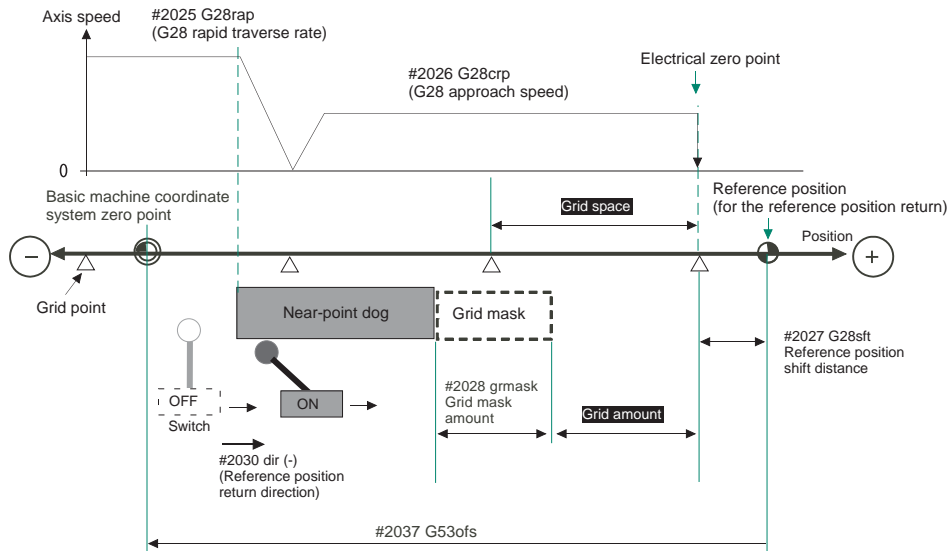 Axis speed
#2025 G28rap
(G28 rapid traverse rate)
Electrical zero point
#2026 G28crp
(G28 approach speed)
0
Basic machine coordinate
system zero point
Reference position
(for the reference position return)
Grid space
Position
−
+
Grid point
Near-point dog
Grid mask
#2027 G28sft
Reference position
shift distance
#2028 grmask
Grid mask
amount
OFF
ON
Grid amount
Switch
#2030 dir (-)
(Reference position
return direction)
#2037 G53ofs